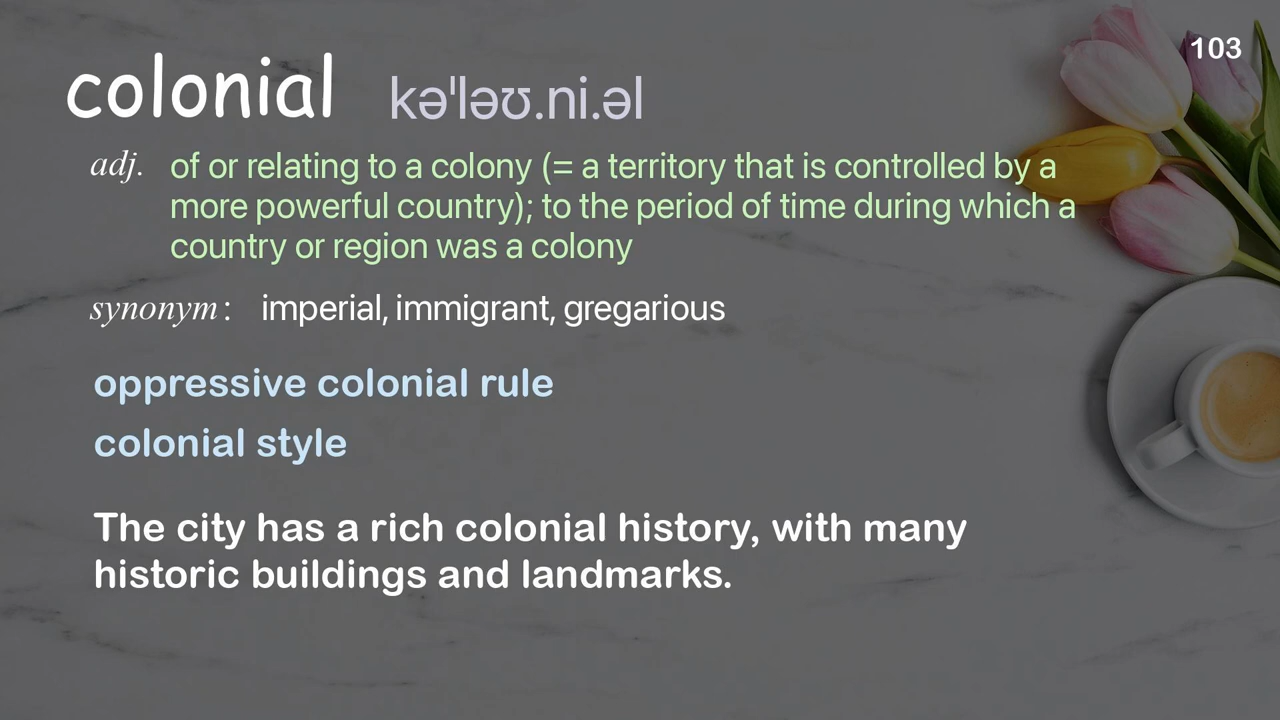 103
colonial kə'ləʊ.ni.əl
adj. of or relating to a colony (= a territory that is controlled by a
more powerful country); to the period of time during which a
country or region was a colony
synonym: imperial, immigrant, gregarious
oppressive colonial rule
colonial style
The city has a rich colonial history, with many
historic buildings and landmarks.